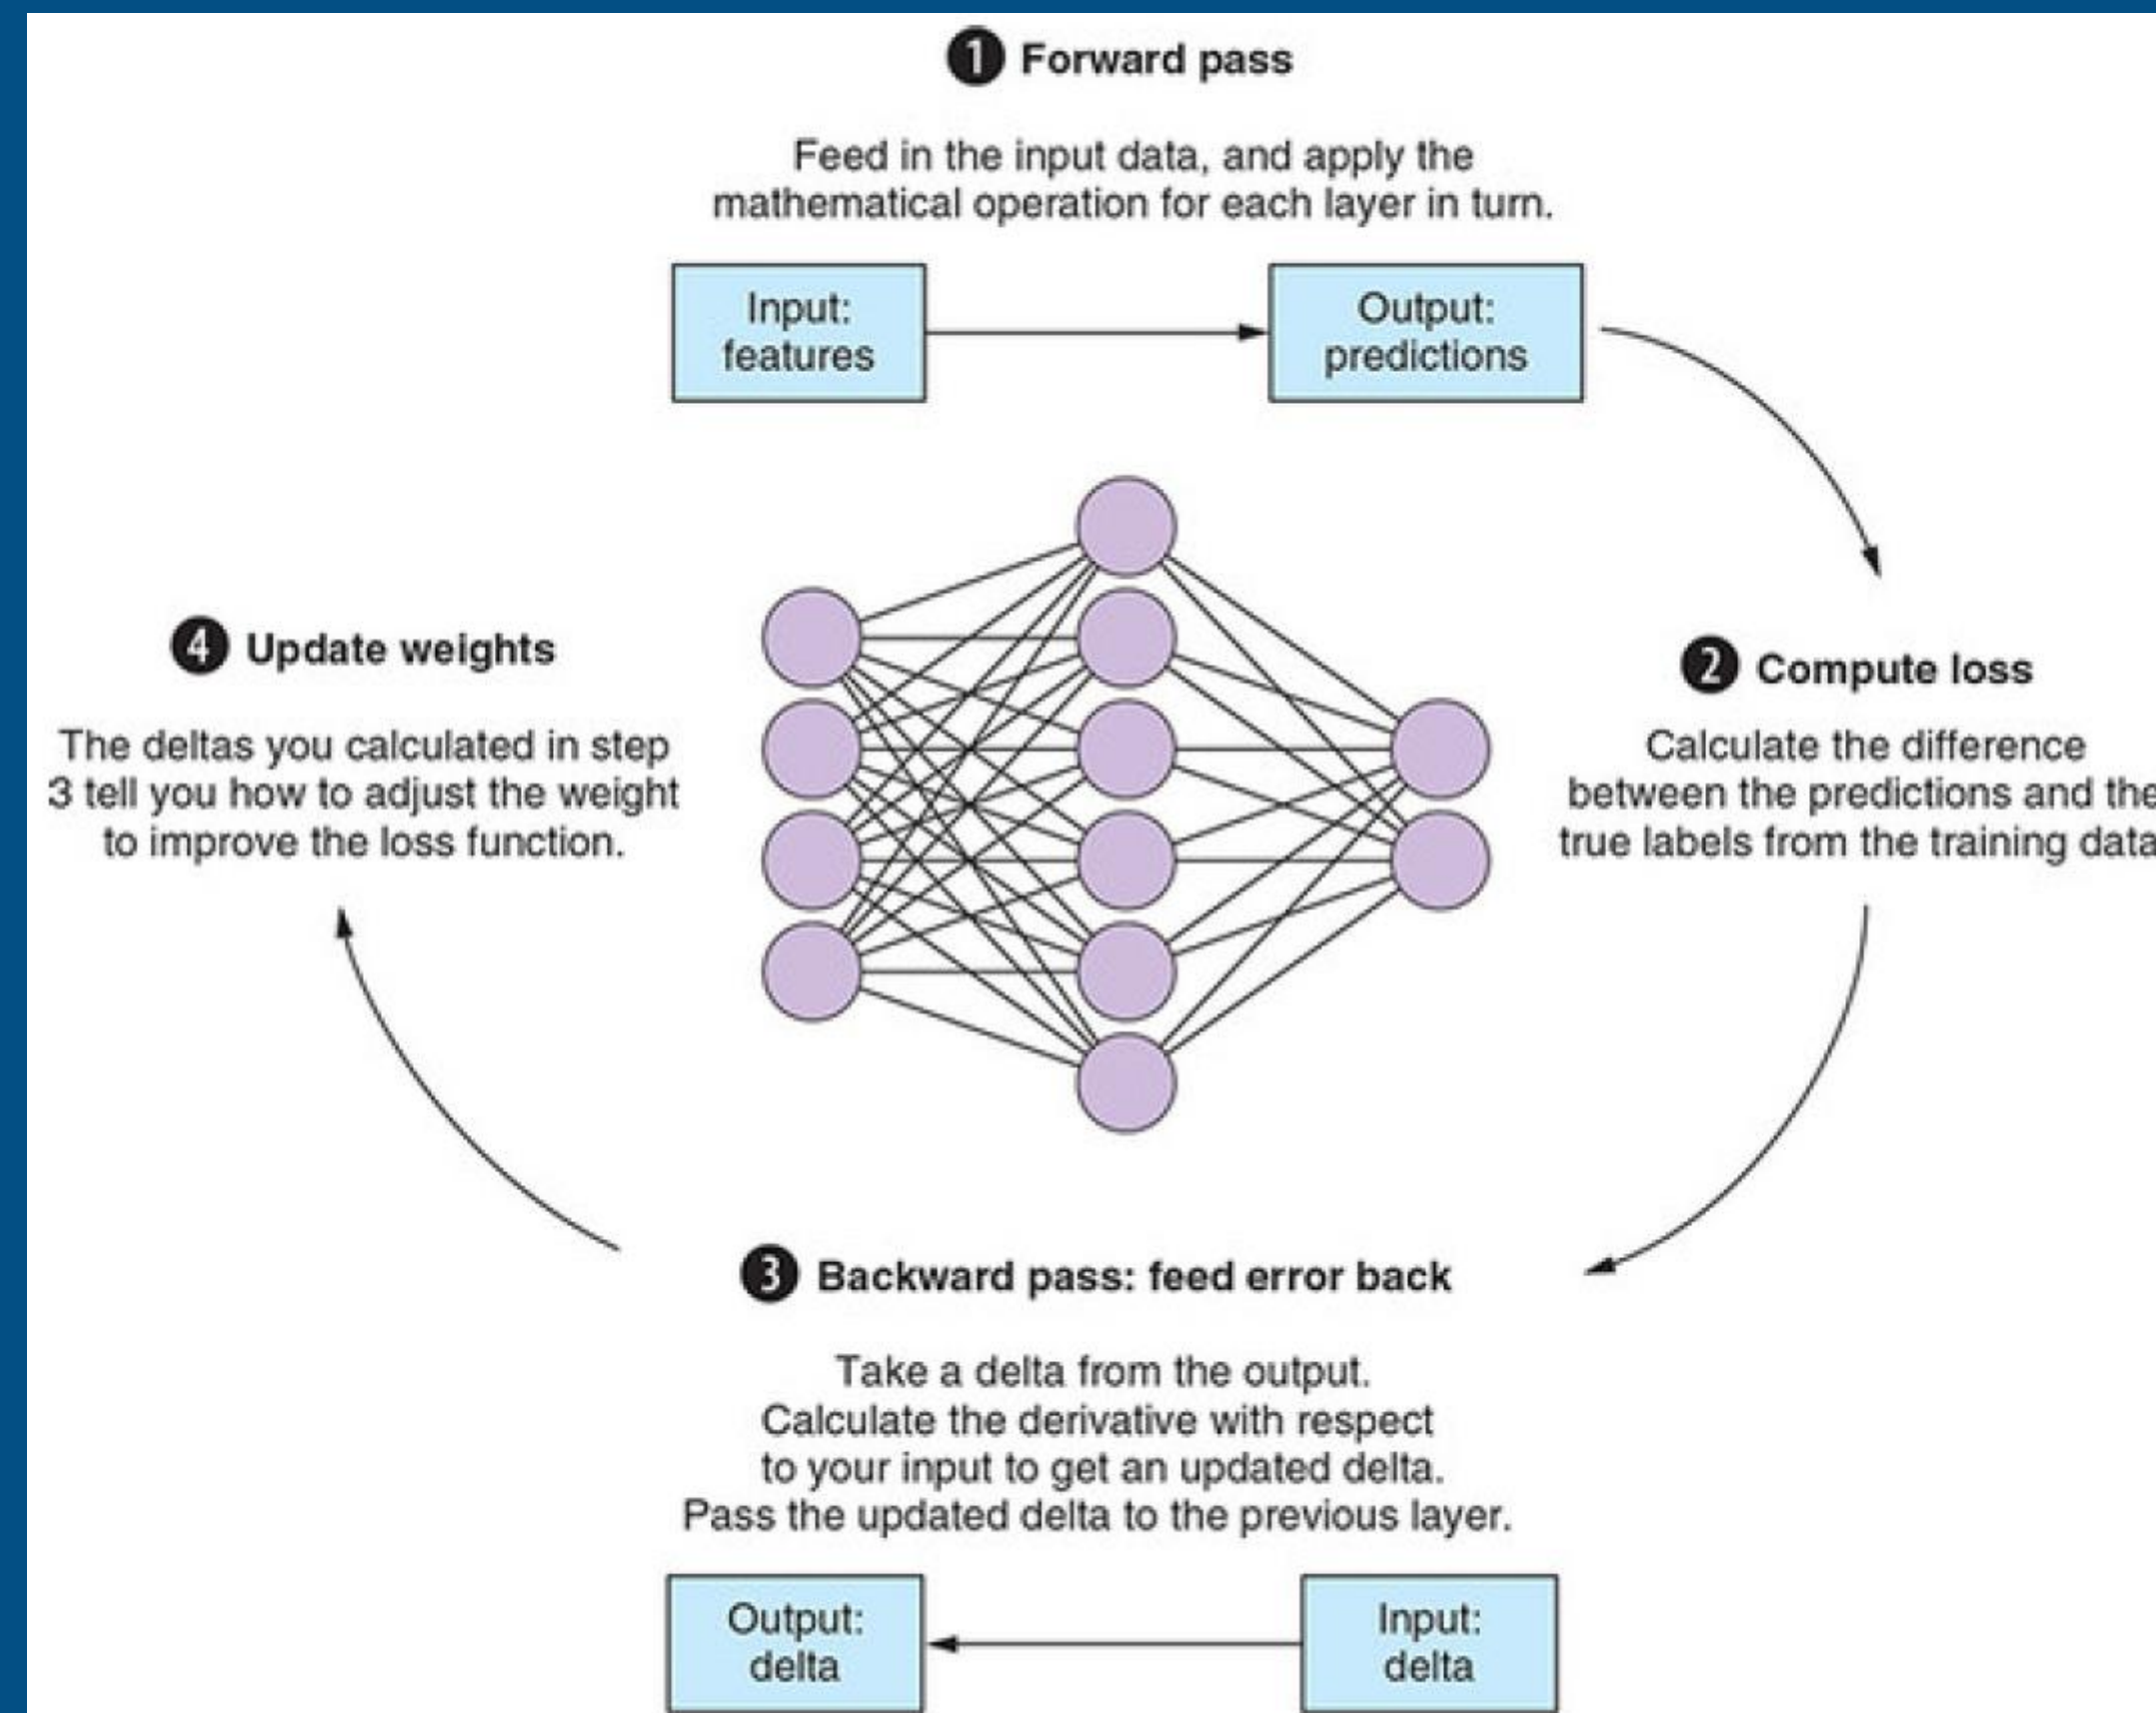 1 Forward pass
Feed in the input data, and apply the
mathematical operation for each layer in turn.
Input:
features
Output:
predictions
2 Compute loss
Calculate the difference
between the predictions and the
true labels from the training data
3 Backward pass: feed error back
Take a delta from the output.
Calculate the derivative with respect
to your input to get an updated delta.
Pass the updated delta to the previous layer.
Output:
delta
Input:
delta
4 Update weights
The deltas you calculated in step
3 tell you how to adjust the weight
to improve the loss function.